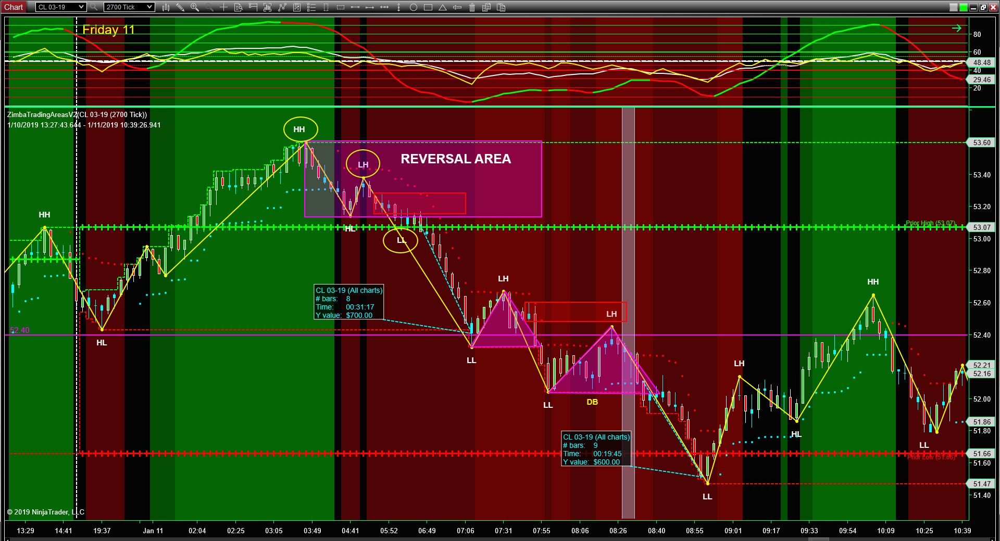 Chart
CL 03-19
2700 Tick
Friday 11
80
60
48.48
40
29.46
20
ZimbaTradingAreasV2(CL 03-19 (2700 Tick))
1/10/2019 13:27:43.644 - 1/11/2019 10:39:26.941
HH
53.60
REVERSAL AREA
LH
53.40
53.20
HH
HL
Prior High (53.07)
53.07
LL
53.00
52.80
LH
HH
CL 03-19 (All charts)
# bars: 8
Time: 00:31:17
Y value: $700.00
52.60
LH
52.40
52.40
HL
LL
LH
52.21
52.16
LL
DB
52.00
51.86
51.80
HL
CL 03-19 (All charts)
# bars: 9
Time: 00:19:45
Y value: $600.00
LL
51.66
Prior Low (51.66)
51.60
51.47
LL
51.40
© 2019 NinjaTrader, LLC
13:29 14:41 19:37 Jan 11 02:04 02:25 03:05 03:49 04:41 05:52 06:49 07:06 07:31 07:55 08:06 08:26 08:40 08:55 09:01 09:17 09:33 09:54 10:09 10:25 10:39